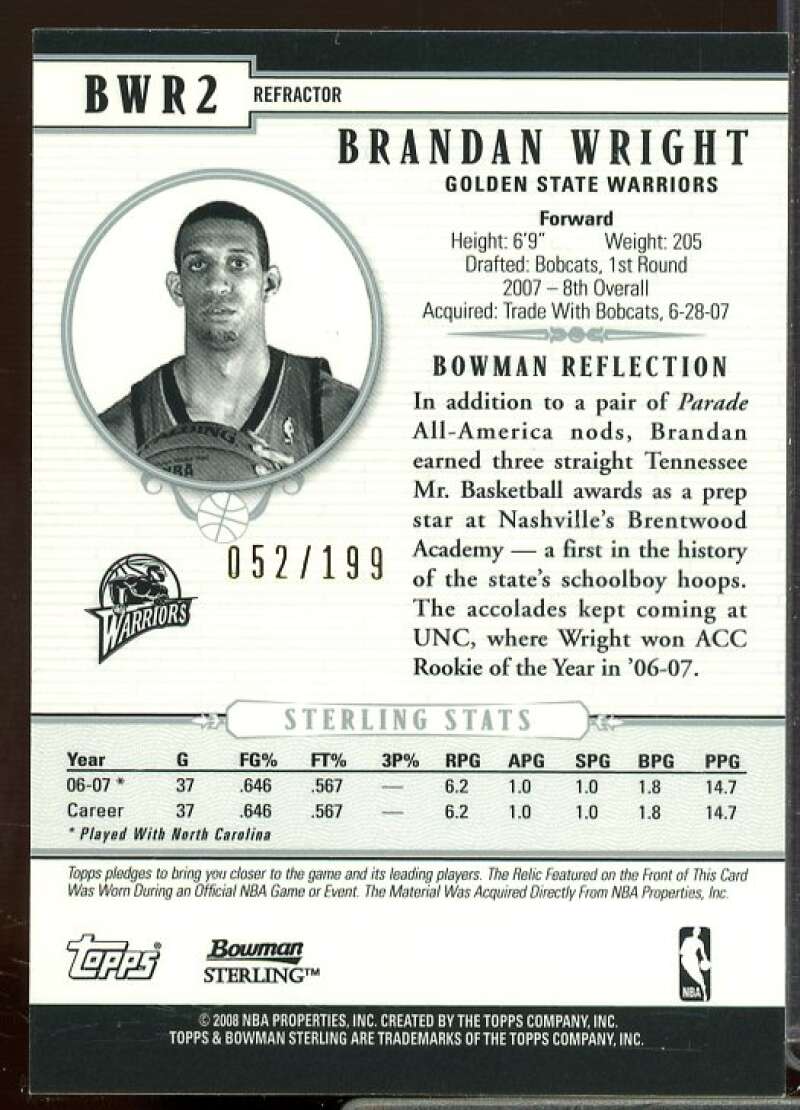 BWR2
REFRACTOR
BRANDAN WRIGHT
GOLDEN STATE WARRIORS
Forward
Height: 6'9" Weight: 205
Drafted: Bobcats, 1st Round
2007 – 8th Overall
Acquired: Trade With Bobcats, 6-28-07
BOWMAN REFLECTION
In addition to a pair of Parade
All-America nods, Brandan
earned three straight Tennessee
Mr. Basketball awards as a prep
star at Nashville's Brentwood
Academy — a first in the history
of the state's schoolboy hoops.
The accolades kept coming at
UNC, where Wright won ACC
Rookie of the Year in '06-07.
SPALDING
NBA
052/199
WARRIORS
STERLING STATS
Year G FG% FT% 3P% RPG APG SPG BPG PPG
06-07 * 37 .646 .567 — 6.2 1.0 1.0 1.8 14.7
Career 37 .646 .567 — 6.2 1.0 1.0 1.8 14.7
* Played With North Carolina
Topps pledges to bring you closer to the game and its leading players. The Relic Featured on the Front of This Card
Was Worn During an Official NBA Game or Event. The Material Was Acquired Directly From NBA Properties, Inc.
Topps®
Bowman
STERLING™
NBA
© 2008 NBA PROPERTIES, INC. CREATED BY THE TOPPS COMPANY, INC.
TOPPS & BOWMAN STERLING ARE TRADEMARKS OF THE TOPPS COMPANY, INC.